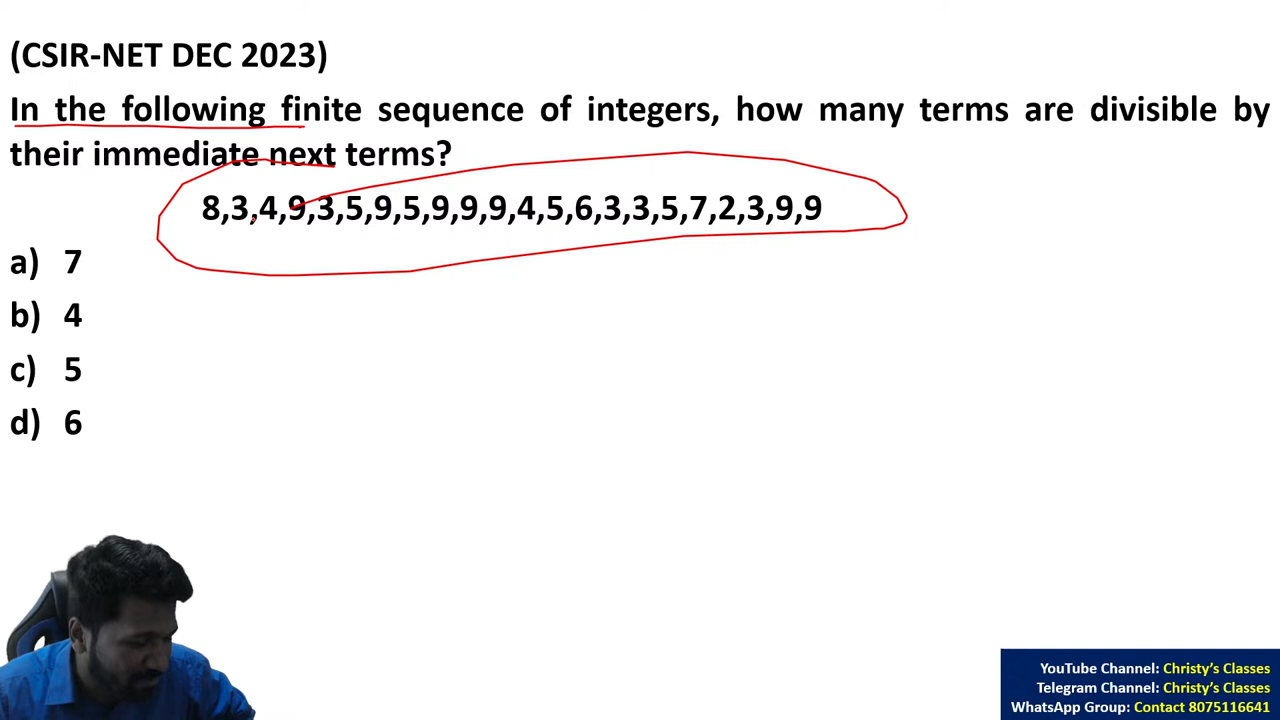 (CSIR-NET DEC 2023)
In the following finite sequence of integers, how many terms are divisible by
their immediate next terms?
8,3,4,9,3,5,9,5,9,9,9,4,5,6,3,3,5,7,2,3,9,9
a) 7
b) 4
c) 5
d) 6
YouTube Channel: Christy's Classes
Telegram Channel: Christy's Classes
WhatsApp Group: Contact 8075116641